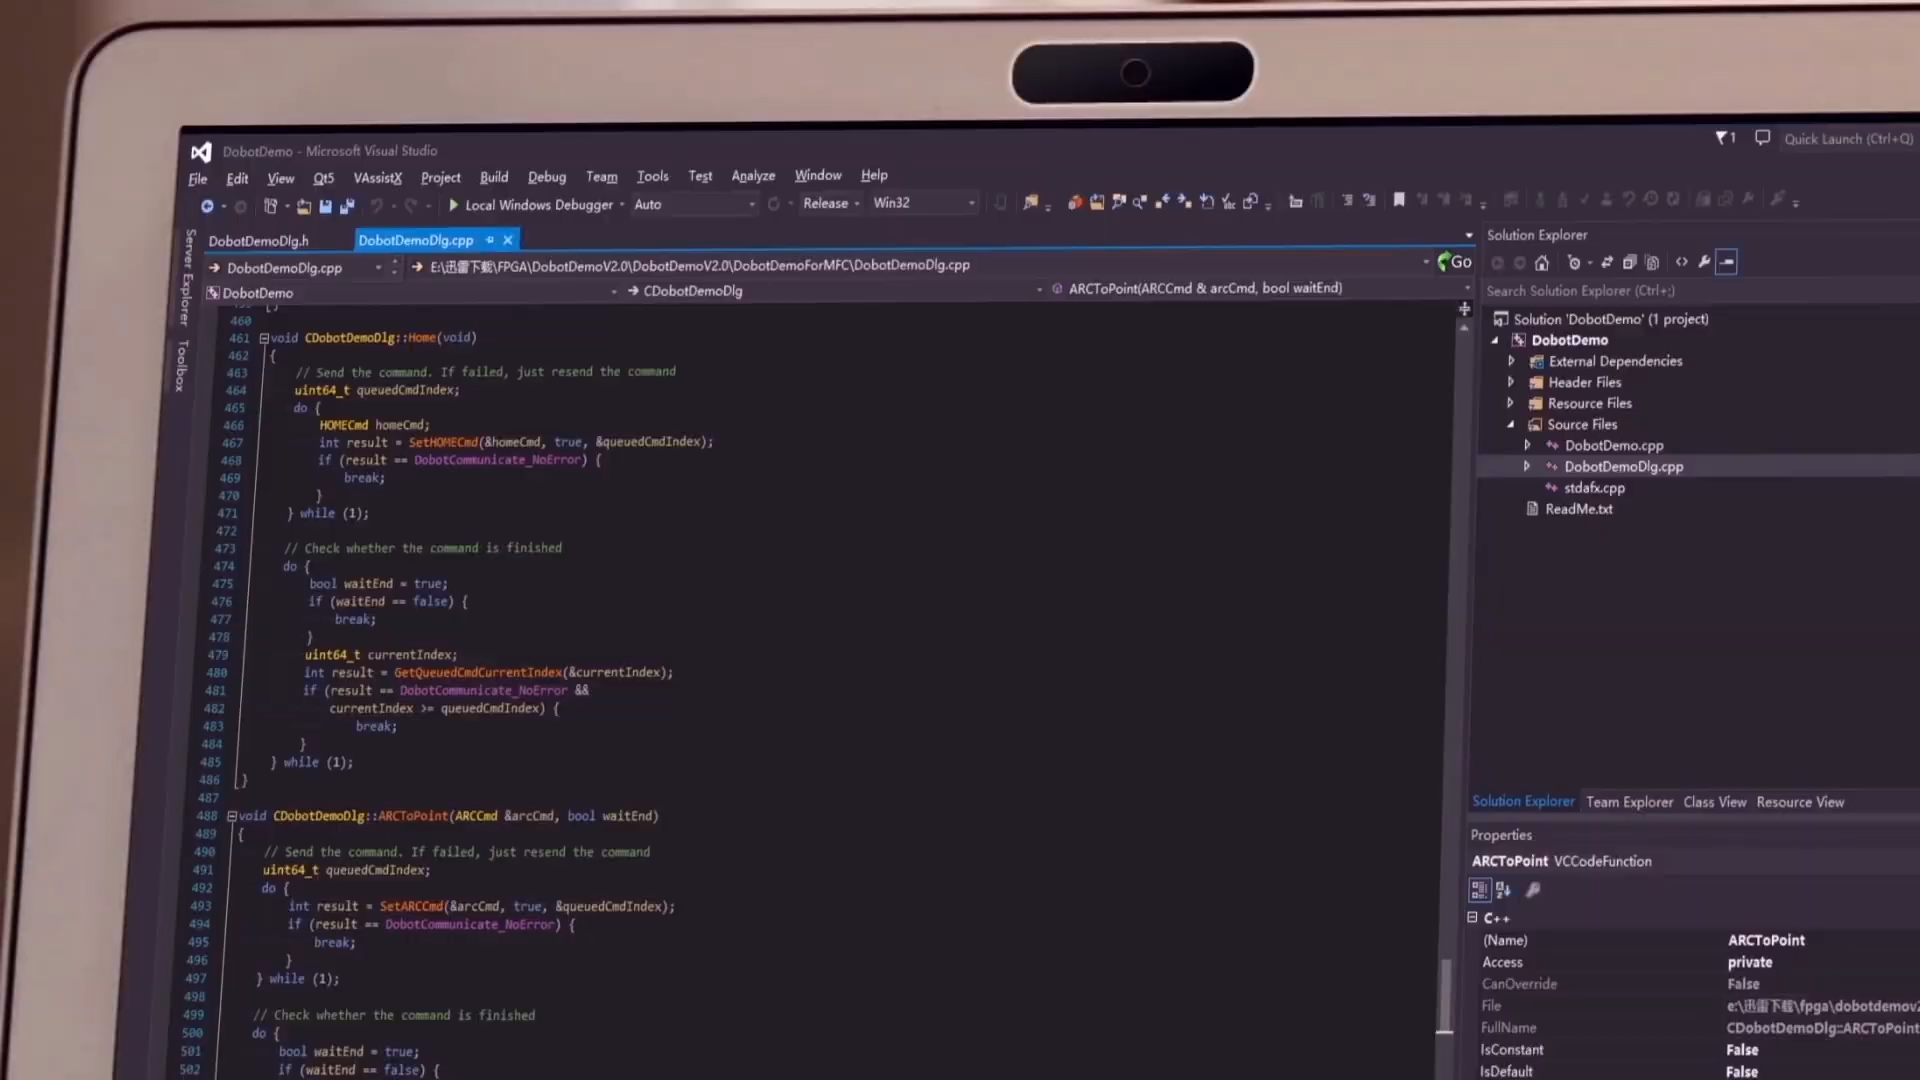 DobotDemo - Microsoft Visual Studio
1
Quick Launch (Ctrl+Q)
File Edit View Qt5 VAssistX Project Build Debug Team Tools Test Analyze Window Help
Local Windows Debugger Auto Release Win32
Server Explorer
Toolbox
DobotDemoDlg.h DobotDemoDlg.cpp
DobotDemoDlg.cpp E:\迅雷下载\FPGA\DobotDemoV2.0\DobotDemoV2.0\DobotDemoForMFC\DobotDemoDlg.cpp Go
DobotDemo CDobotDemoDlg ARCToPoint(ARCCmd & arcCmd, bool waitEnd)
460
461 void CDobotDemoDlg::Home(void)
462 {
463 // Send the command. If failed, just resend the command
464 uint64_t queuedCmdIndex;
465 do {
466 HOMECmd homeCmd;
467 int result = SetHOMECmd(&homeCmd, true, &queuedCmdIndex);
468 if (result == DobotCommunicate_NoError) {
469 break;
470 }
471 } while (1);
472
473 // Check whether the command is finished
474 do {
475 bool waitEnd = true;
476 if (waitEnd == false) {
477 break;
478 }
479 uint64_t currentIndex;
480 int result = GetQueuedCmdCurrentIndex(&currentIndex);
481 if (result == DobotCommunicate_NoError &&
482 currentIndex >= queuedCmdIndex) {
483 break;
484 }
485 } while (1);
486 }
487
488 void CDobotDemoDlg::ARCToPoint(ARCCmd &arcCmd, bool waitEnd)
489 {
490 // Send the command. If failed, just resend the command
491 uint64_t queuedCmdIndex;
492 do {
493 int result = SetARCCmd(&arcCmd, true, &queuedCmdIndex);
494 if (result == DobotCommunicate_NoError) {
495 break;
496 }
497 } while (1);
498
499 // Check whether the command is finished
500 do {
501 bool waitEnd = true;
502 if (waitEnd == false) {
Solution Explorer
Search Solution Explorer (Ctrl+;)
Solution 'DobotDemo' (1 project)
DobotDemo
External Dependencies
Header Files
Resource Files
Source Files
DobotDemo.cpp
DobotDemoDlg.cpp
stdafx.cpp
ReadMe.txt
Solution Explorer Team Explorer Class View Resource View
Properties
ARCToPoint VCCodeFunction
C++
(Name) ARCToPoint
Access private
CanOverride False
File e:\迅雷下载\fpga\dobotdemov2
FullName CDobotDemoDlg::ARCToPoint
IsConstant False
IsDefault False